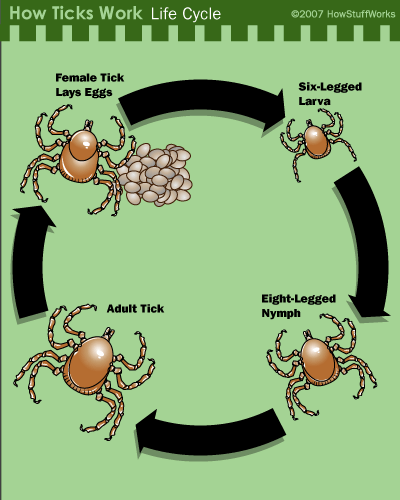 How Ticks Work Life Cycle ©2007 HowStuffWorks
Female Tick
Lays Eggs
Six-Legged
Larva
Adult Tick
Eight-Legged
Nymph